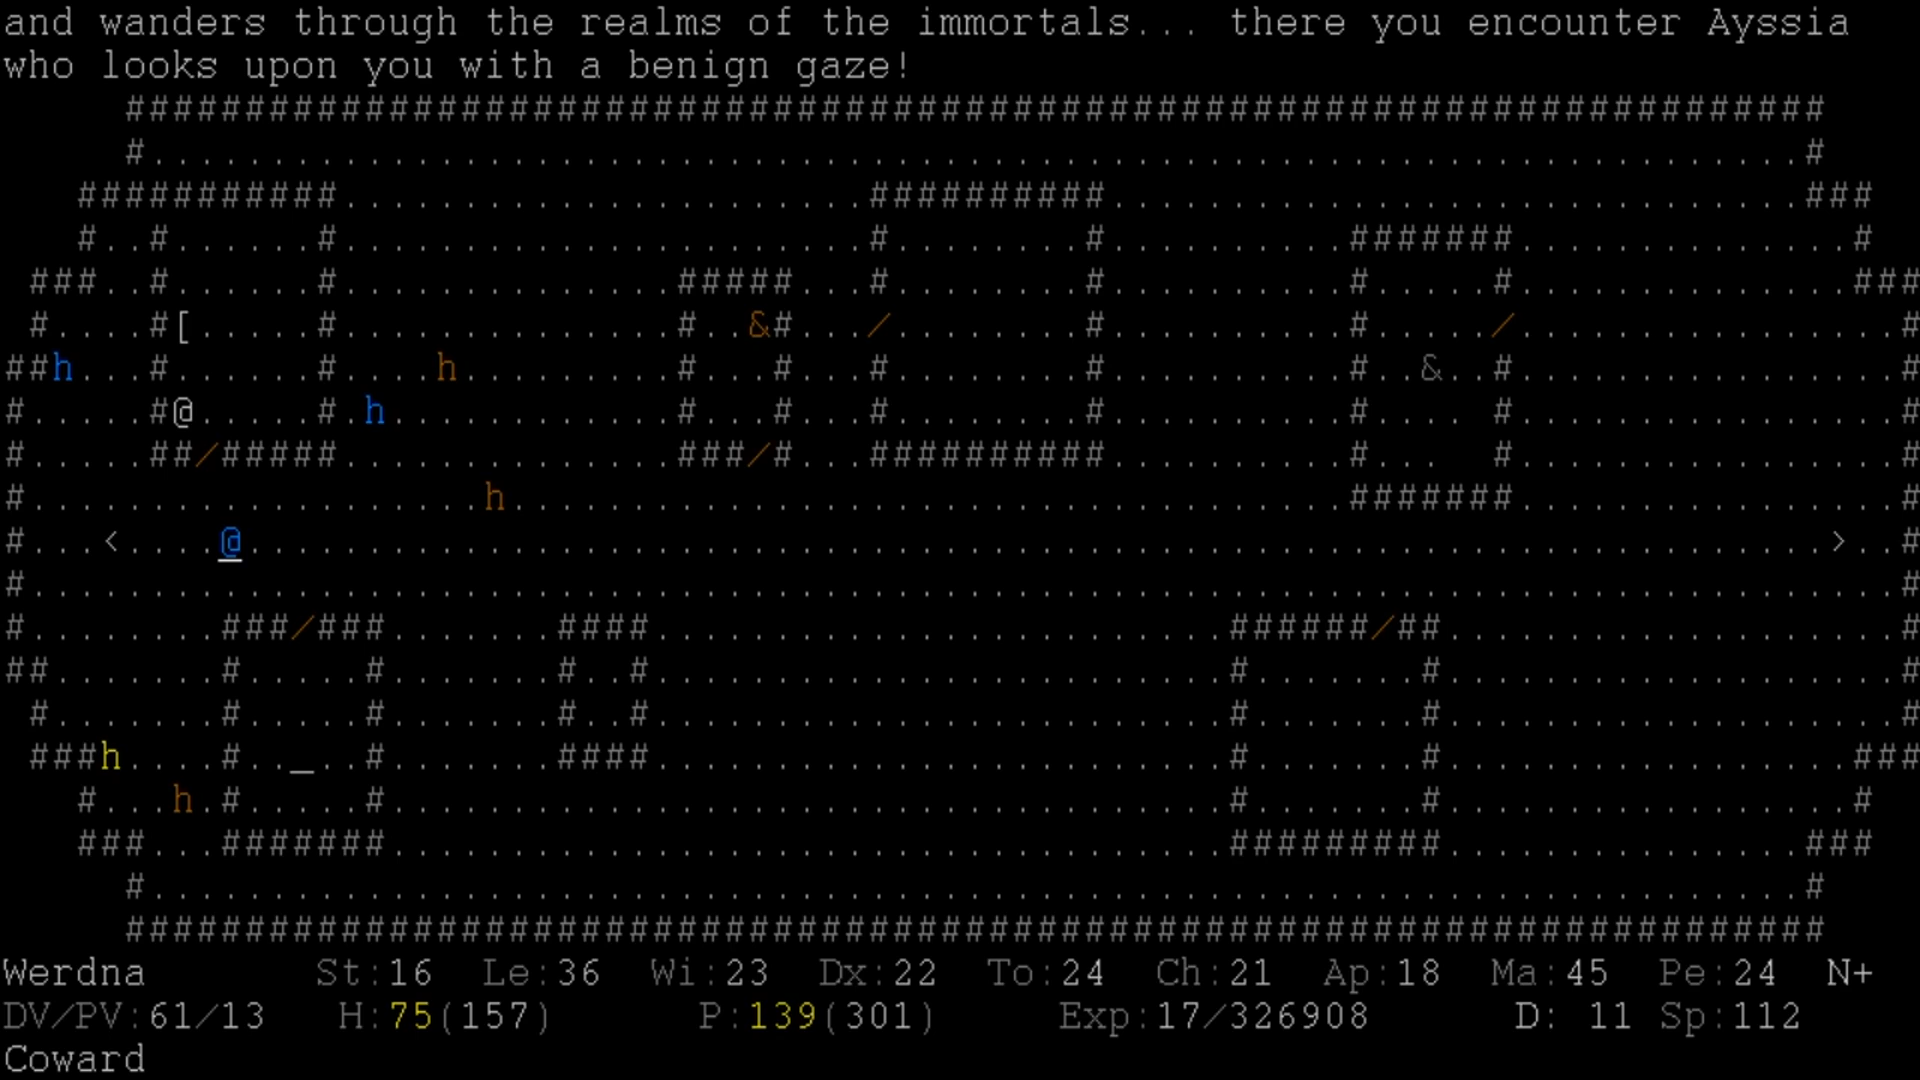 and wanders through the realms of the immortals... there you encounter Ayssia
who looks upon you with a benign gaze!
Werdna St:16 Le:36 Wi:23 Dx:22 To:24 Ch:21 Ap:18 Ma:45 Pe:24 N+
DV/PV:61/13 H:75(157) P:139(301) Exp:17/326908 D: 11 Sp:112
Coward